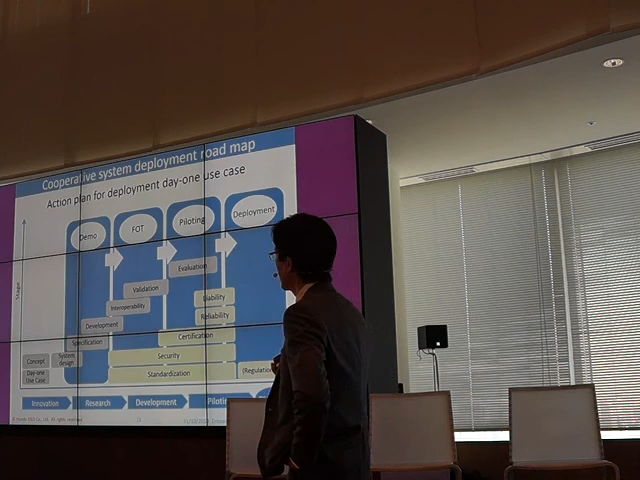 Cooperative system deployment road map
Action plan for deployment day-one use case
Demo
FOT
Piloting
Deployment
Stage
Evaluation
Validation
Liability
Interoperability
Reliability
Development
Certification
Specification
Concept
System design
Security
Day-one Use Case
Standardization
(Regulation
Innovation
Research
Development
Piloting